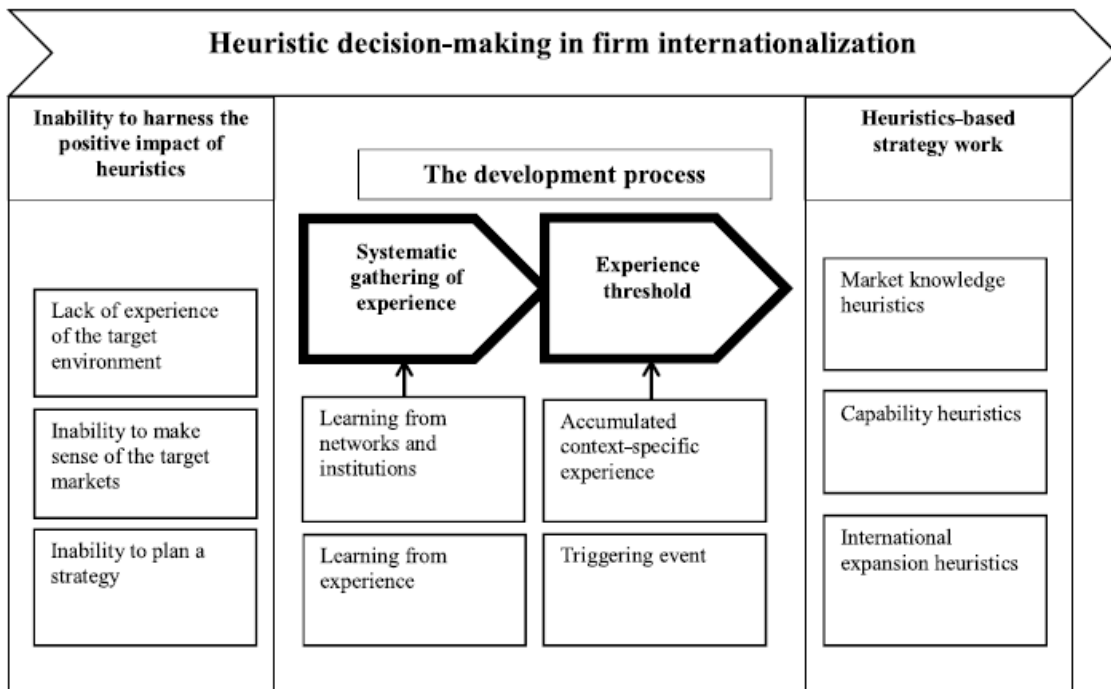 Heuristic decision-making in firm internationalization
Inability to harness the
positive impact of
heuristics
Lack of experience
of the target
environment
Inability to make
sense of the target
markets
Inability to plan a
strategy
The development process
Systematic
gathering of
experience
Experience
threshold
Learning from
networks and
institutions
Accumulated
context-specific
experience
Learning from
experience
Triggering event
Heuristics-based
strategy work
Market knowledge
heuristics
Capability heuristics
International
expansion heuristics